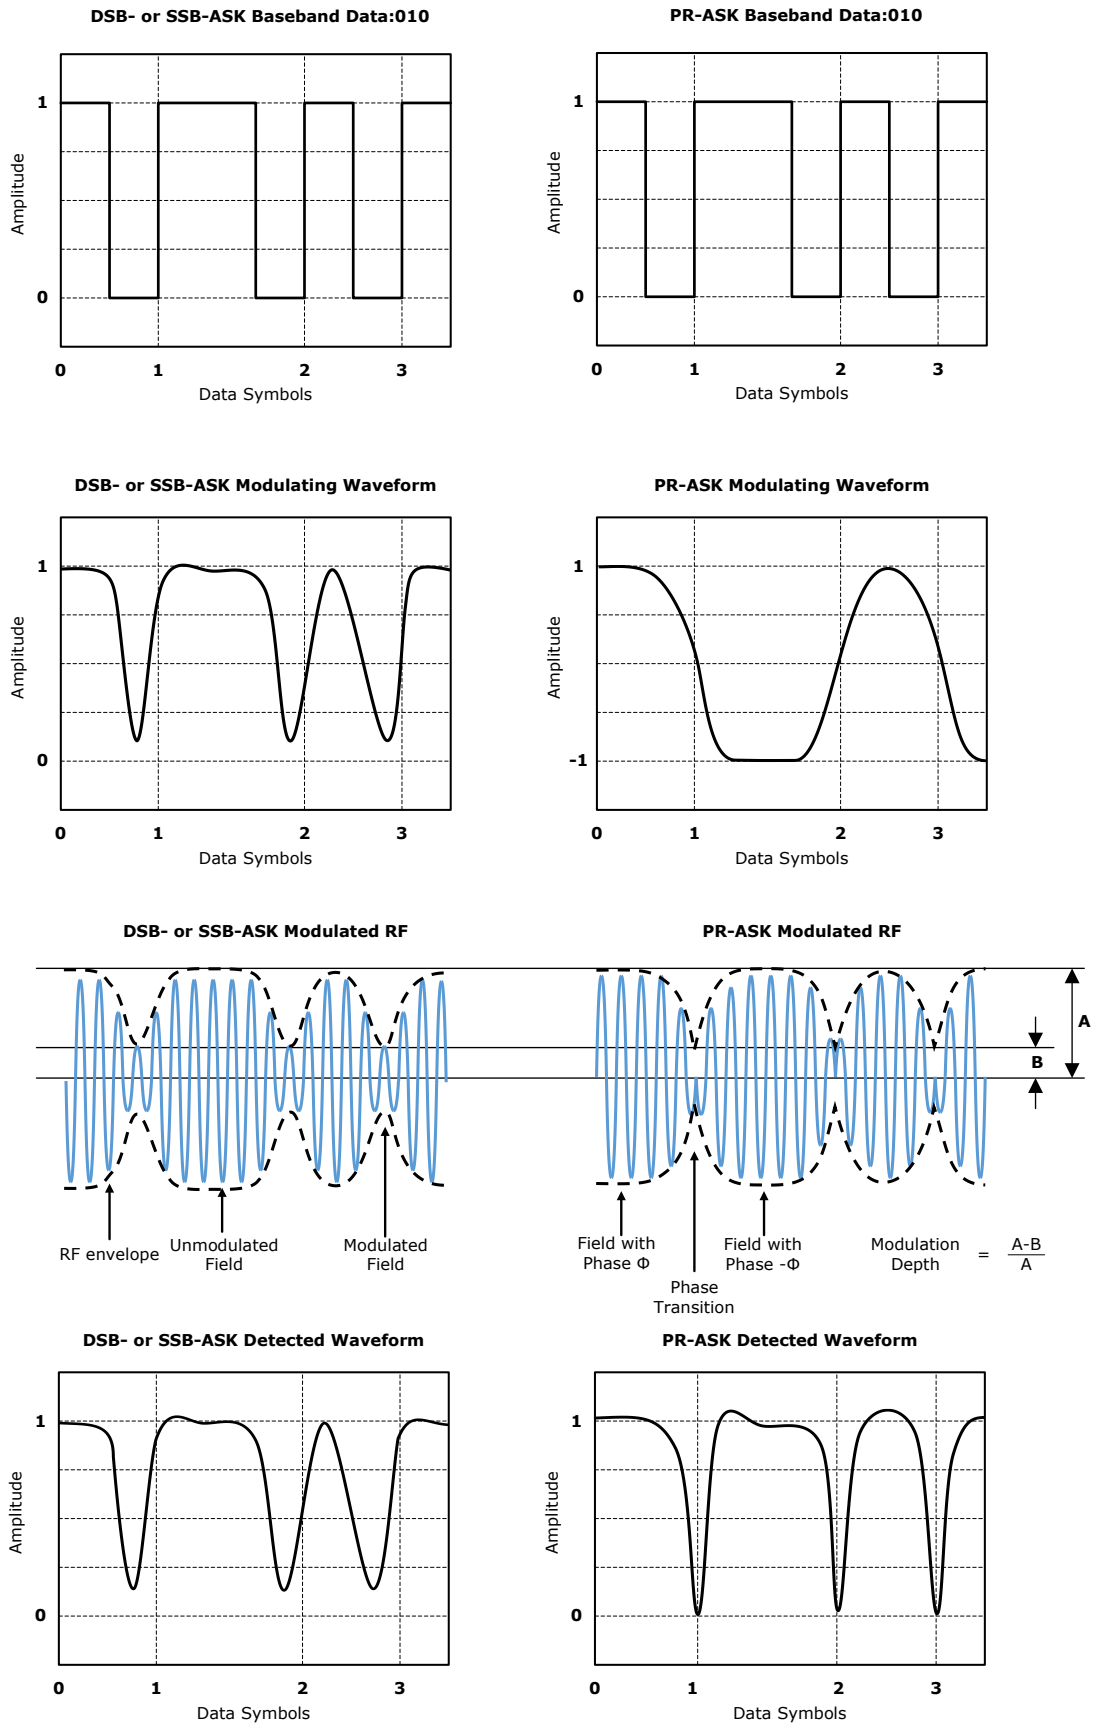 DSB- or SSB-ASK Baseband Data:010
PR-ASK Baseband Data:010
Amplitude
1
0
0 1 2 3
Data Symbols
Amplitude
1
0
0 1 2 3
Data Symbols
DSB- or SSB-ASK Modulating Waveform
PR-ASK Modulating Waveform
Amplitude
1
0
0 1 2 3
Data Symbols
Amplitude
1
-1
0 1 2 3
Data Symbols
DSB- or SSB-ASK Modulated RF
PR-ASK Modulated RF
A
B
RF envelope
Unmodulated
Field
Modulated
Field
Field with
Phase Φ
Phase
Transition
Field with
Phase -Φ
Modulation
Depth
= A-B
A
DSB- or SSB-ASK Detected Waveform
PR-ASK Detected Waveform
Amplitude
1
0
0 1 2 3
Data Symbols
Amplitude
1
0
0 1 2 3
Data Symbols